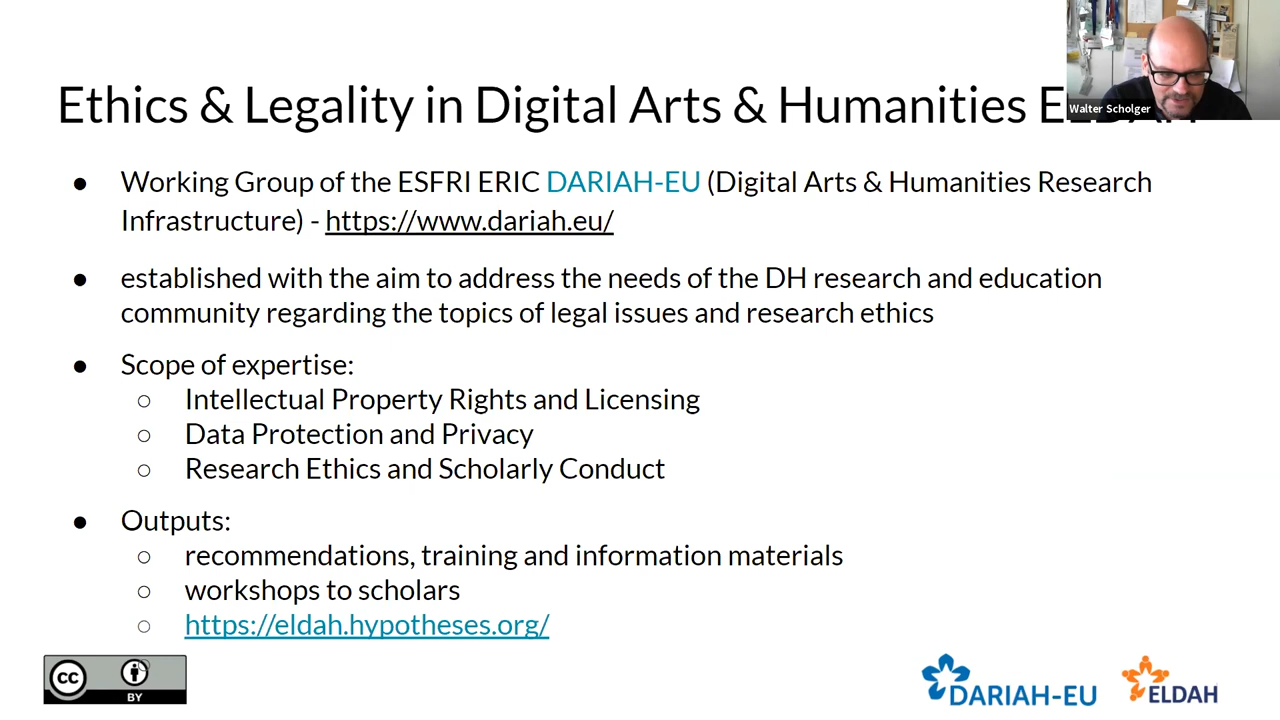 Ethics & Legality in Digital Arts & Humanities ELDAH
Walter Scholger
● Working Group of the ESFRI ERIC DARIAH-EU (Digital Arts & Humanities Research
Infrastructure) - https://www.dariah.eu/
● established with the aim to address the needs of the DH research and education
community regarding the topics of legal issues and research ethics
● Scope of expertise:
○ Intellectual Property Rights and Licensing
○ Data Protection and Privacy
○ Research Ethics and Scholarly Conduct
● Outputs:
○ recommendations, training and information materials
○ workshops to scholars
○ https://eldah.hypotheses.org/
CC BY
DARIAH-EU
ELDAH